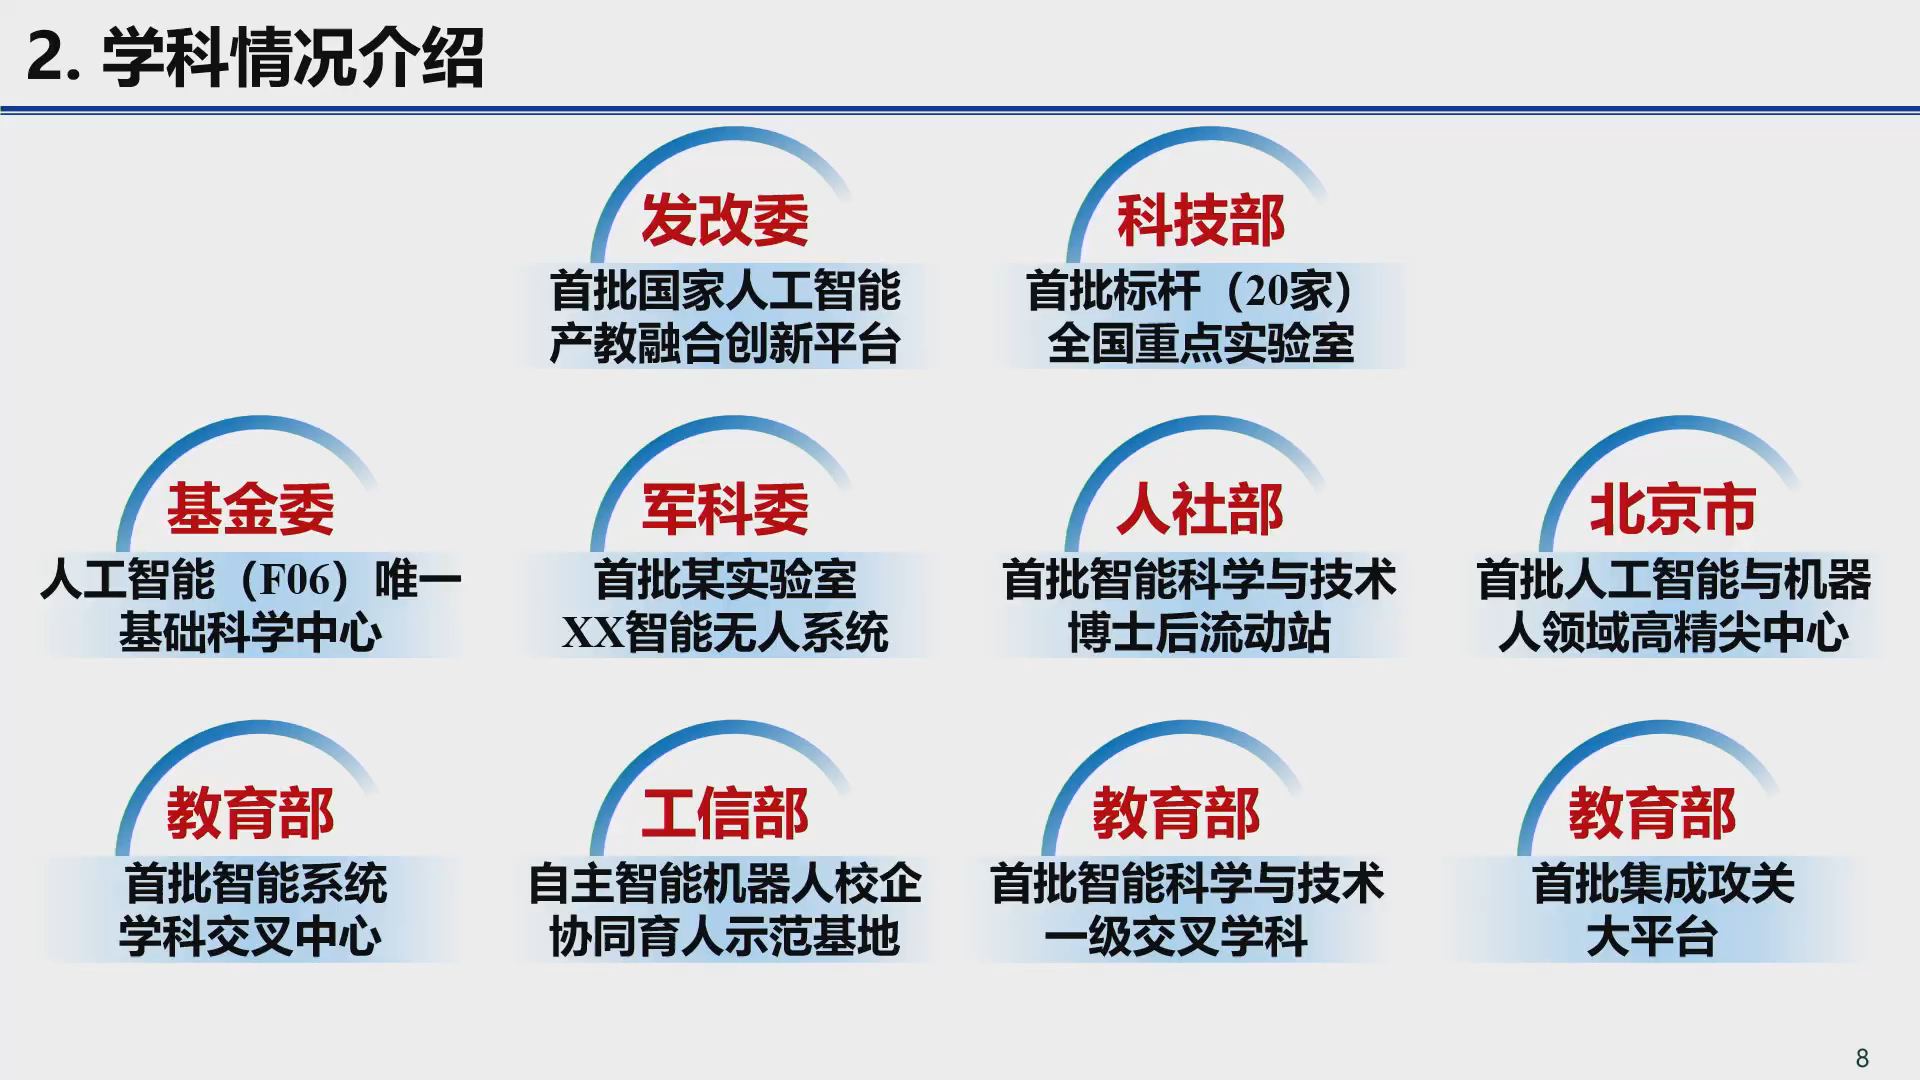 2. 学科情况介绍
发改委
首批国家人工智能
产教融合创新平台
科技部
首批标杆（20家）
全国重点实验室
基金委
人工智能（F06）唯一
基础科学中心
军科委
首批某实验室
XX智能无人系统
人社部
首批智能科学与技术
博士后流动站
北京市
首批人工智能与机器
人领域高精尖中心
教育部
首批智能系统
学科交叉中心
工信部
自主智能机器人校企
协同育人示范基地
教育部
首批智能科学与技术
一级交叉学科
教育部
首批集成攻关
大平台
8